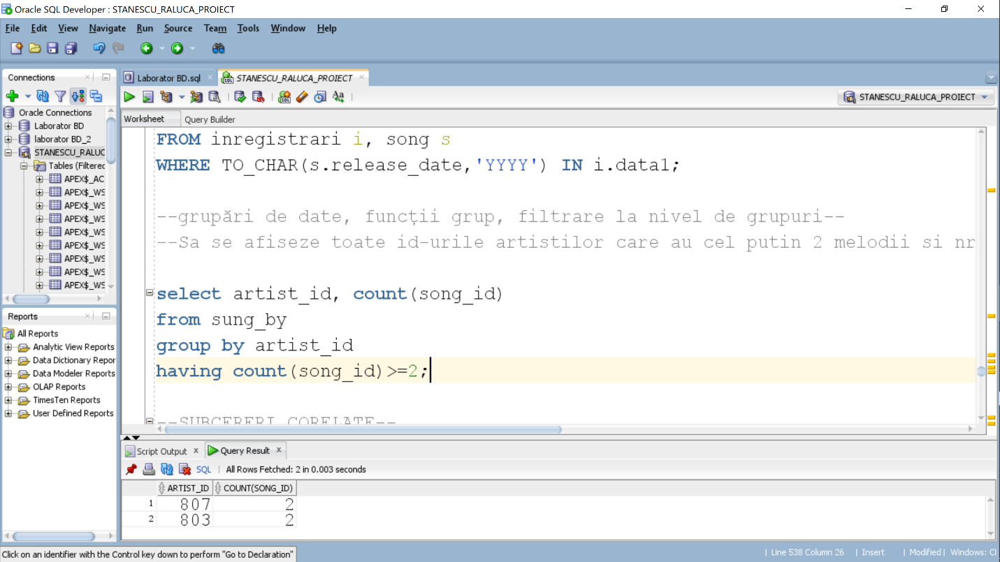 Oracle SQL Developer : STANESCU_RALUCA_PROIECT
File Edit View Navigate Run Source Team Tools Window Help
Connections
Oracle Connections
Laborator BD
laborator BD_2
STANESCU_RALUC
Tables (Filtered
APEX$_AC
APEX$_WS
APEX$_WS
APEX$_WS
APEX$_WS
APEX$_WS
APEX$_WS
APEX$_WS
APEX$_WS
Reports
All Reports
Analytic View Reports
Data Dictionary Repor
Data Modeler Reports
OLAP Reports
TimesTen Reports
User Defined Reports
Laborator BD.sql STANESCU_RALUCA_PROIECT
STANESCU_RALUCA_PROIECT
Worksheet Query Builder
FROM inregistrari i, song s
WHERE TO_CHAR(s.release_date,'YYYY') IN i.data1;
--grupări de date, funcții grup, filtrare la nivel de grupuri--
--Sa se afiseze toate id-urile artistilor care au cel putin 2 melodii si nr
select artist_id, count(song_id)
from sung_by
group by artist_id
having count(song_id)>=2;
--SUBCERERI CORELATE--
Script Output Query Result
SQL All Rows Fetched: 2 in 0.003 seconds
ARTIST_ID COUNT(SONG_ID)
1 807 2
2 803 2
Click on an identifier with the Control key down to perform "Go to Declaration"
| Line 538 Column 26 | Insert | Modified | Windows: Cl